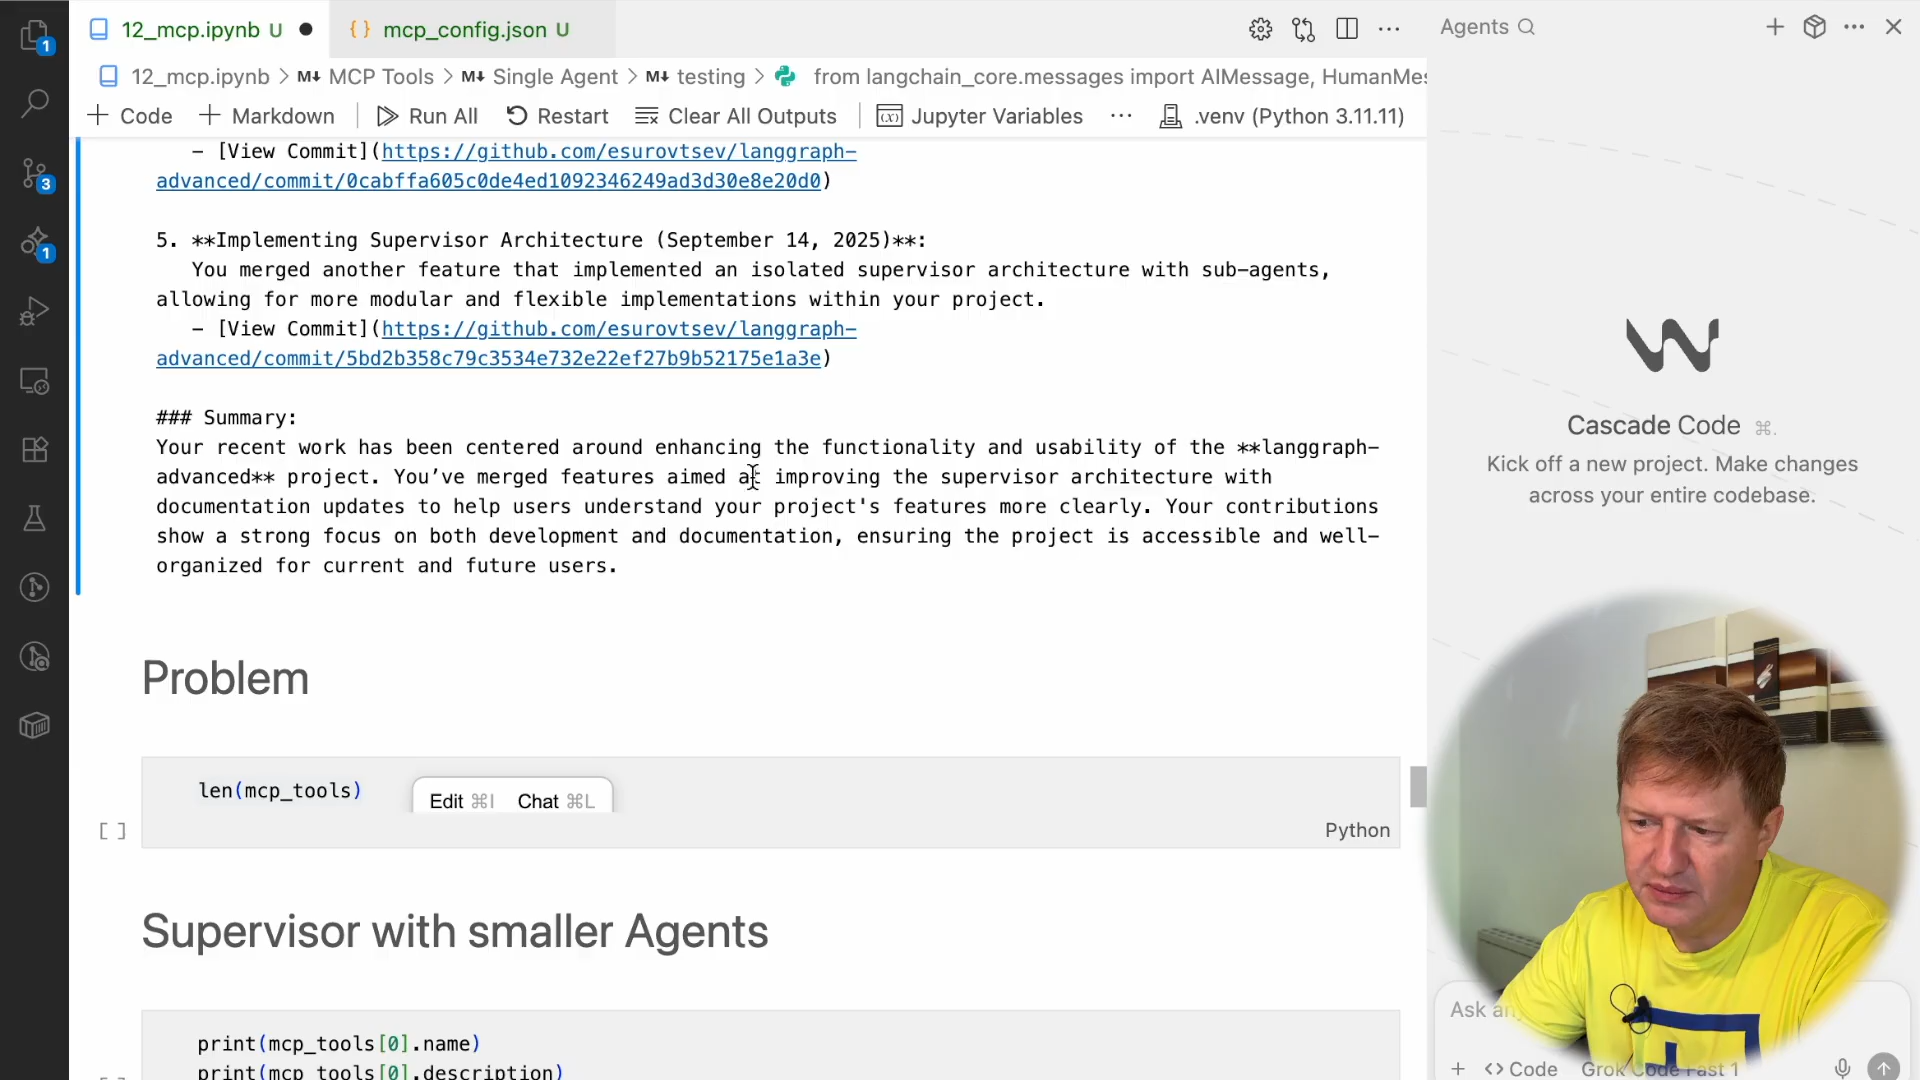 12_mcp.ipynb U
{} mcp_config.json U
Agents
12_mcp.ipynb > M↓ MCP Tools > M↓ Single Agent > M↓ testing > from langchain_core.messages import AIMessage, HumanMes
+ Code + Markdown Run All Restart Clear All Outputs Jupyter Variables ... .venv (Python 3.11.11)
1
3
1
- [View Commit](https://github.com/esurovtsev/langgraph-
advanced/commit/0cabffa605c0de4ed1092346249ad3d30e8e20d0)
5. **Implementing Supervisor Architecture (September 14, 2025)**:
You merged another feature that implemented an isolated supervisor architecture with sub-agents,
allowing for more modular and flexible implementations within your project.
- [View Commit](https://github.com/esurovtsev/langgraph-
advanced/commit/5bd2b358c79c3534e732e22ef27b9b52175e1a3e)
### Summary:
Your recent work has been centered around enhancing the functionality and usability of the **langgraph-
advanced** project. You’ve merged features aimed at improving the supervisor architecture with
documentation updates to help users understand your project's features more clearly. Your contributions
show a strong focus on both development and documentation, ensuring the project is accessible and well-
organized for current and future users.
Problem
len(mcp_tools)
Edit ⌘I Chat ⌘L
[ ]
Python
Supervisor with smaller Agents
print(mcp_tools[0].name)
print(mcp_tools[0].description)
Cascade Code ⌘.
Kick off a new project. Make changes
across your entire codebase.
Ask
+ <> Code Grok Code Fast 1